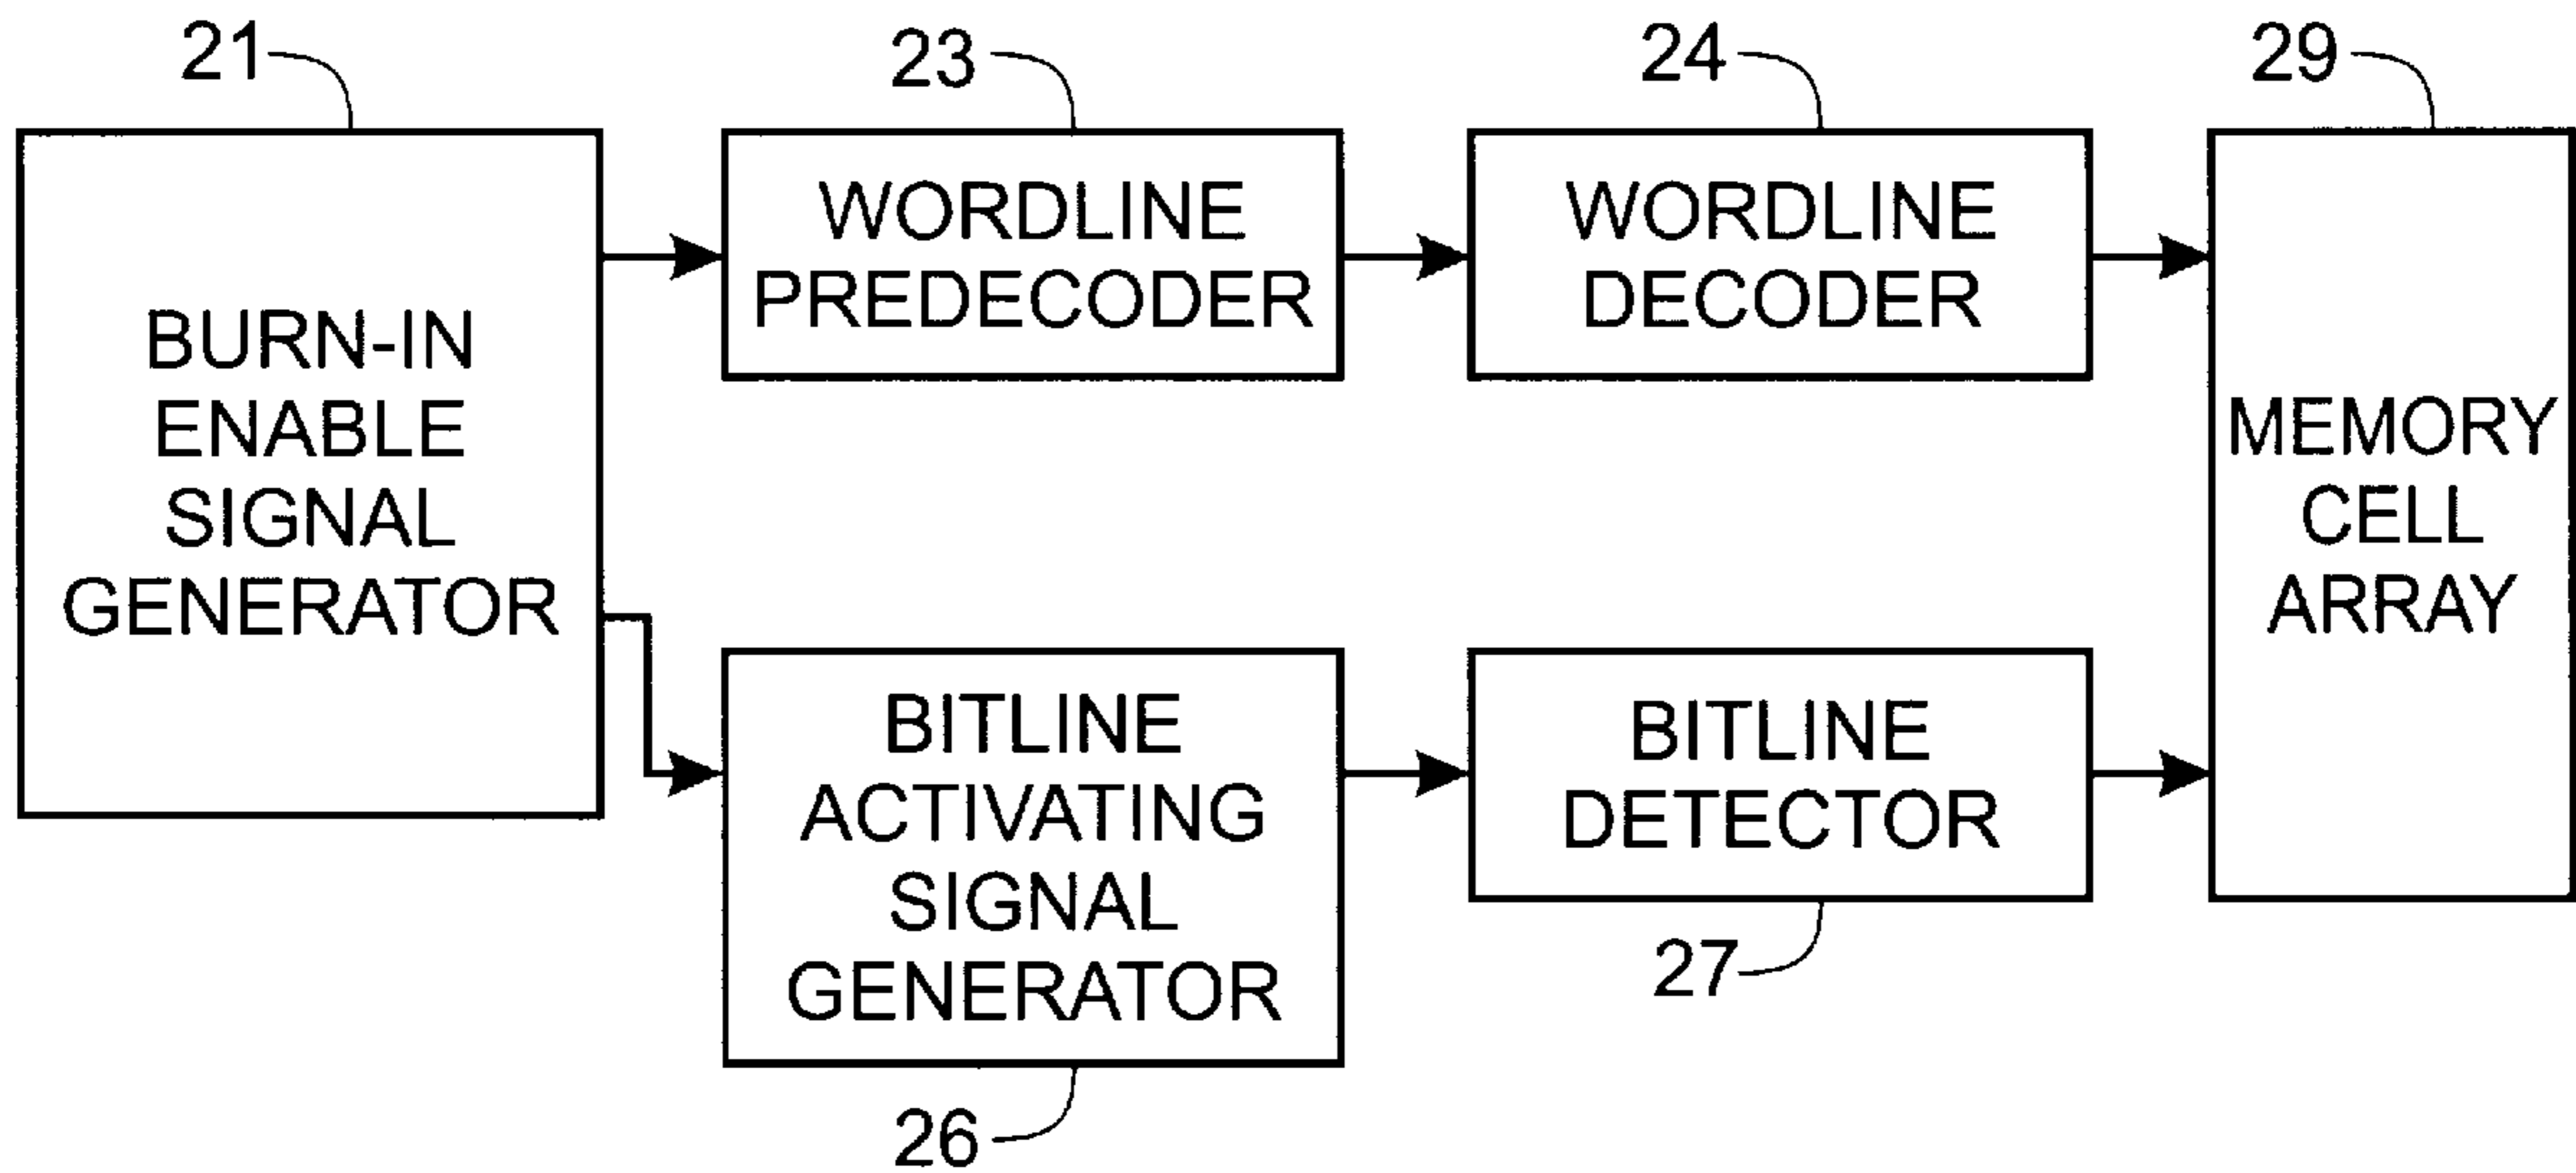 21
23
24
29
BURN-IN
ENABLE
SIGNAL
GENERATOR
WORDLINE
PREDECODER
WORDLINE
DECODER
MEMORY
CELL
ARRAY
BITLINE
ACTIVATING
SIGNAL
GENERATOR
BITLINE
DETECTOR
26
27